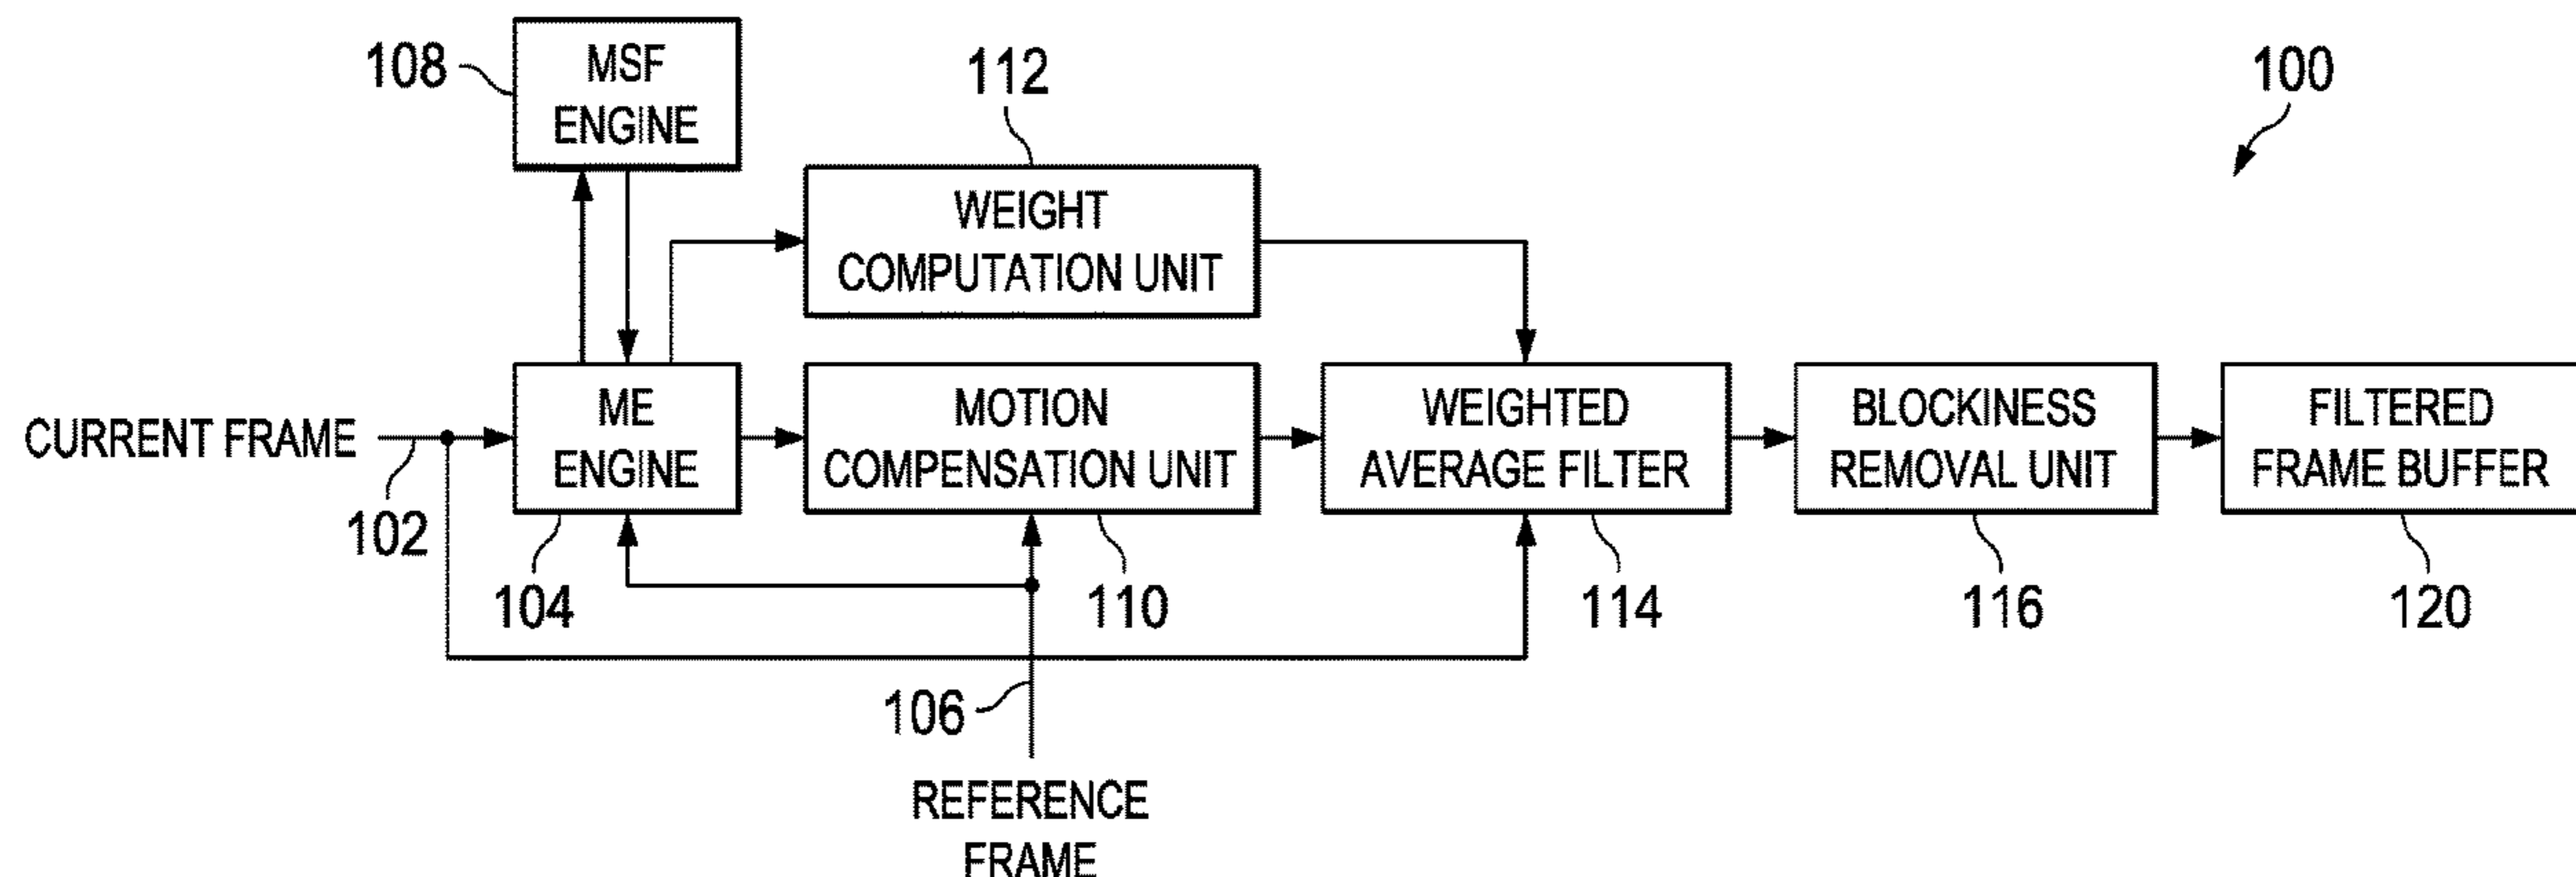 108
MSF
ENGINE
112
100
WEIGHT
COMPUTATION UNIT
CURRENT FRAME
102
ME
ENGINE
104
MOTION
COMPENSATION UNIT
110
WEIGHTED
AVERAGE FILTER
114
BLOCKINESS
REMOVAL UNIT
116
FILTERED
FRAME BUFFER
120
106
REFERENCE
FRAME